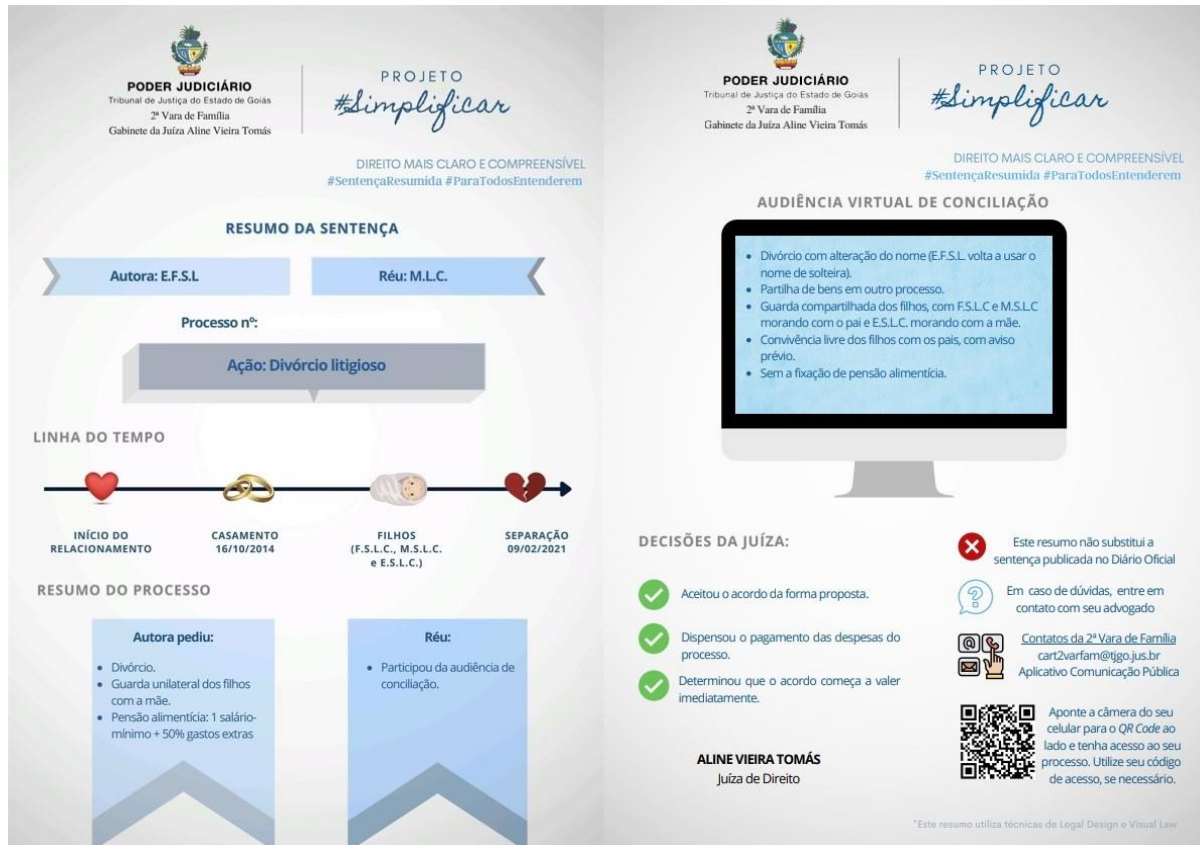 PODER JUDICIÁRIO
Tribunal de Justiça do Estado de Goiás
2ª Vara de Família
Gabinete da Juíza Aline Vieira Tomás
PROJETO
#Simplificar
DIREITO MAIS CLARO E COMPREENSÍVEL
#SentençaResumida #ParaTodosEntenderem
RESUMO DA SENTENÇA
Autora: E.F.S.L
Réu: M.L.C.
Processo nº:
Ação: Divórcio litigioso
LINHA DO TEMPO
INÍCIO DO
RELACIONAMENTO
CASAMENTO
16/10/2014
FILHOS
(F.S.L.C., M.S.L.C.
e E.S.L.C.)
SEPARAÇÃO
09/02/2021
RESUMO DO PROCESSO
Autora pediu:
• Divórcio.
• Guarda unilateral dos filhos
com a mãe.
• Pensão alimentícia: 1 salário-
mínimo + 50% gastos extras
Réu:
• Participou da audiência de
conciliação.
PODER JUDICIÁRIO
Tribunal de Justiça do Estado de Goiás
2ª Vara de Família
Gabinete da Juíza Aline Vieira Tomás
PROJETO
#Simplificar
DIREITO MAIS CLARO E COMPREENSÍVEL
#SentençaResumida #ParaTodosEntenderem
AUDIÊNCIA VIRTUAL DE CONCILIAÇÃO
• Divórcio com alteração do nome (E.F.S.L. volta a usar o
nome de solteira).
• Partilha de bens em outro processo.
• Guarda compartilhada dos filhos, com F.S.L.C e M.S.L.C
morando com o pai e E.S.L.C. morando com a mãe.
• Convivência livre dos filhos com os pais, com aviso
prévio.
• Sem a fixação de pensão alimentícia.
DECISÕES DA JUÍZA:
Aceitou o acordo da forma proposta.
Dispensou o pagamento das despesas do
processo.
Determinou que o acordo começa a valer
imediatamente.
ALINE VIEIRA TOMÁS
Juíza de Direito
Este resumo não substitui a
sentença publicada no Diário Oficial
Em caso de dúvidas, entre em
contato com seu advogado
Contatos da 2ª Vara de Família
cart2varfam@tjgo.jus.br
Aplicativo Comunicação Pública
Aponte a câmera do seu
celular para o QR Code ao
lado e tenha acesso ao seu
processo. Utilize seu código
de acesso, se necessário.
*Este resumo utiliza técnicas de Legal Design e Visual Law